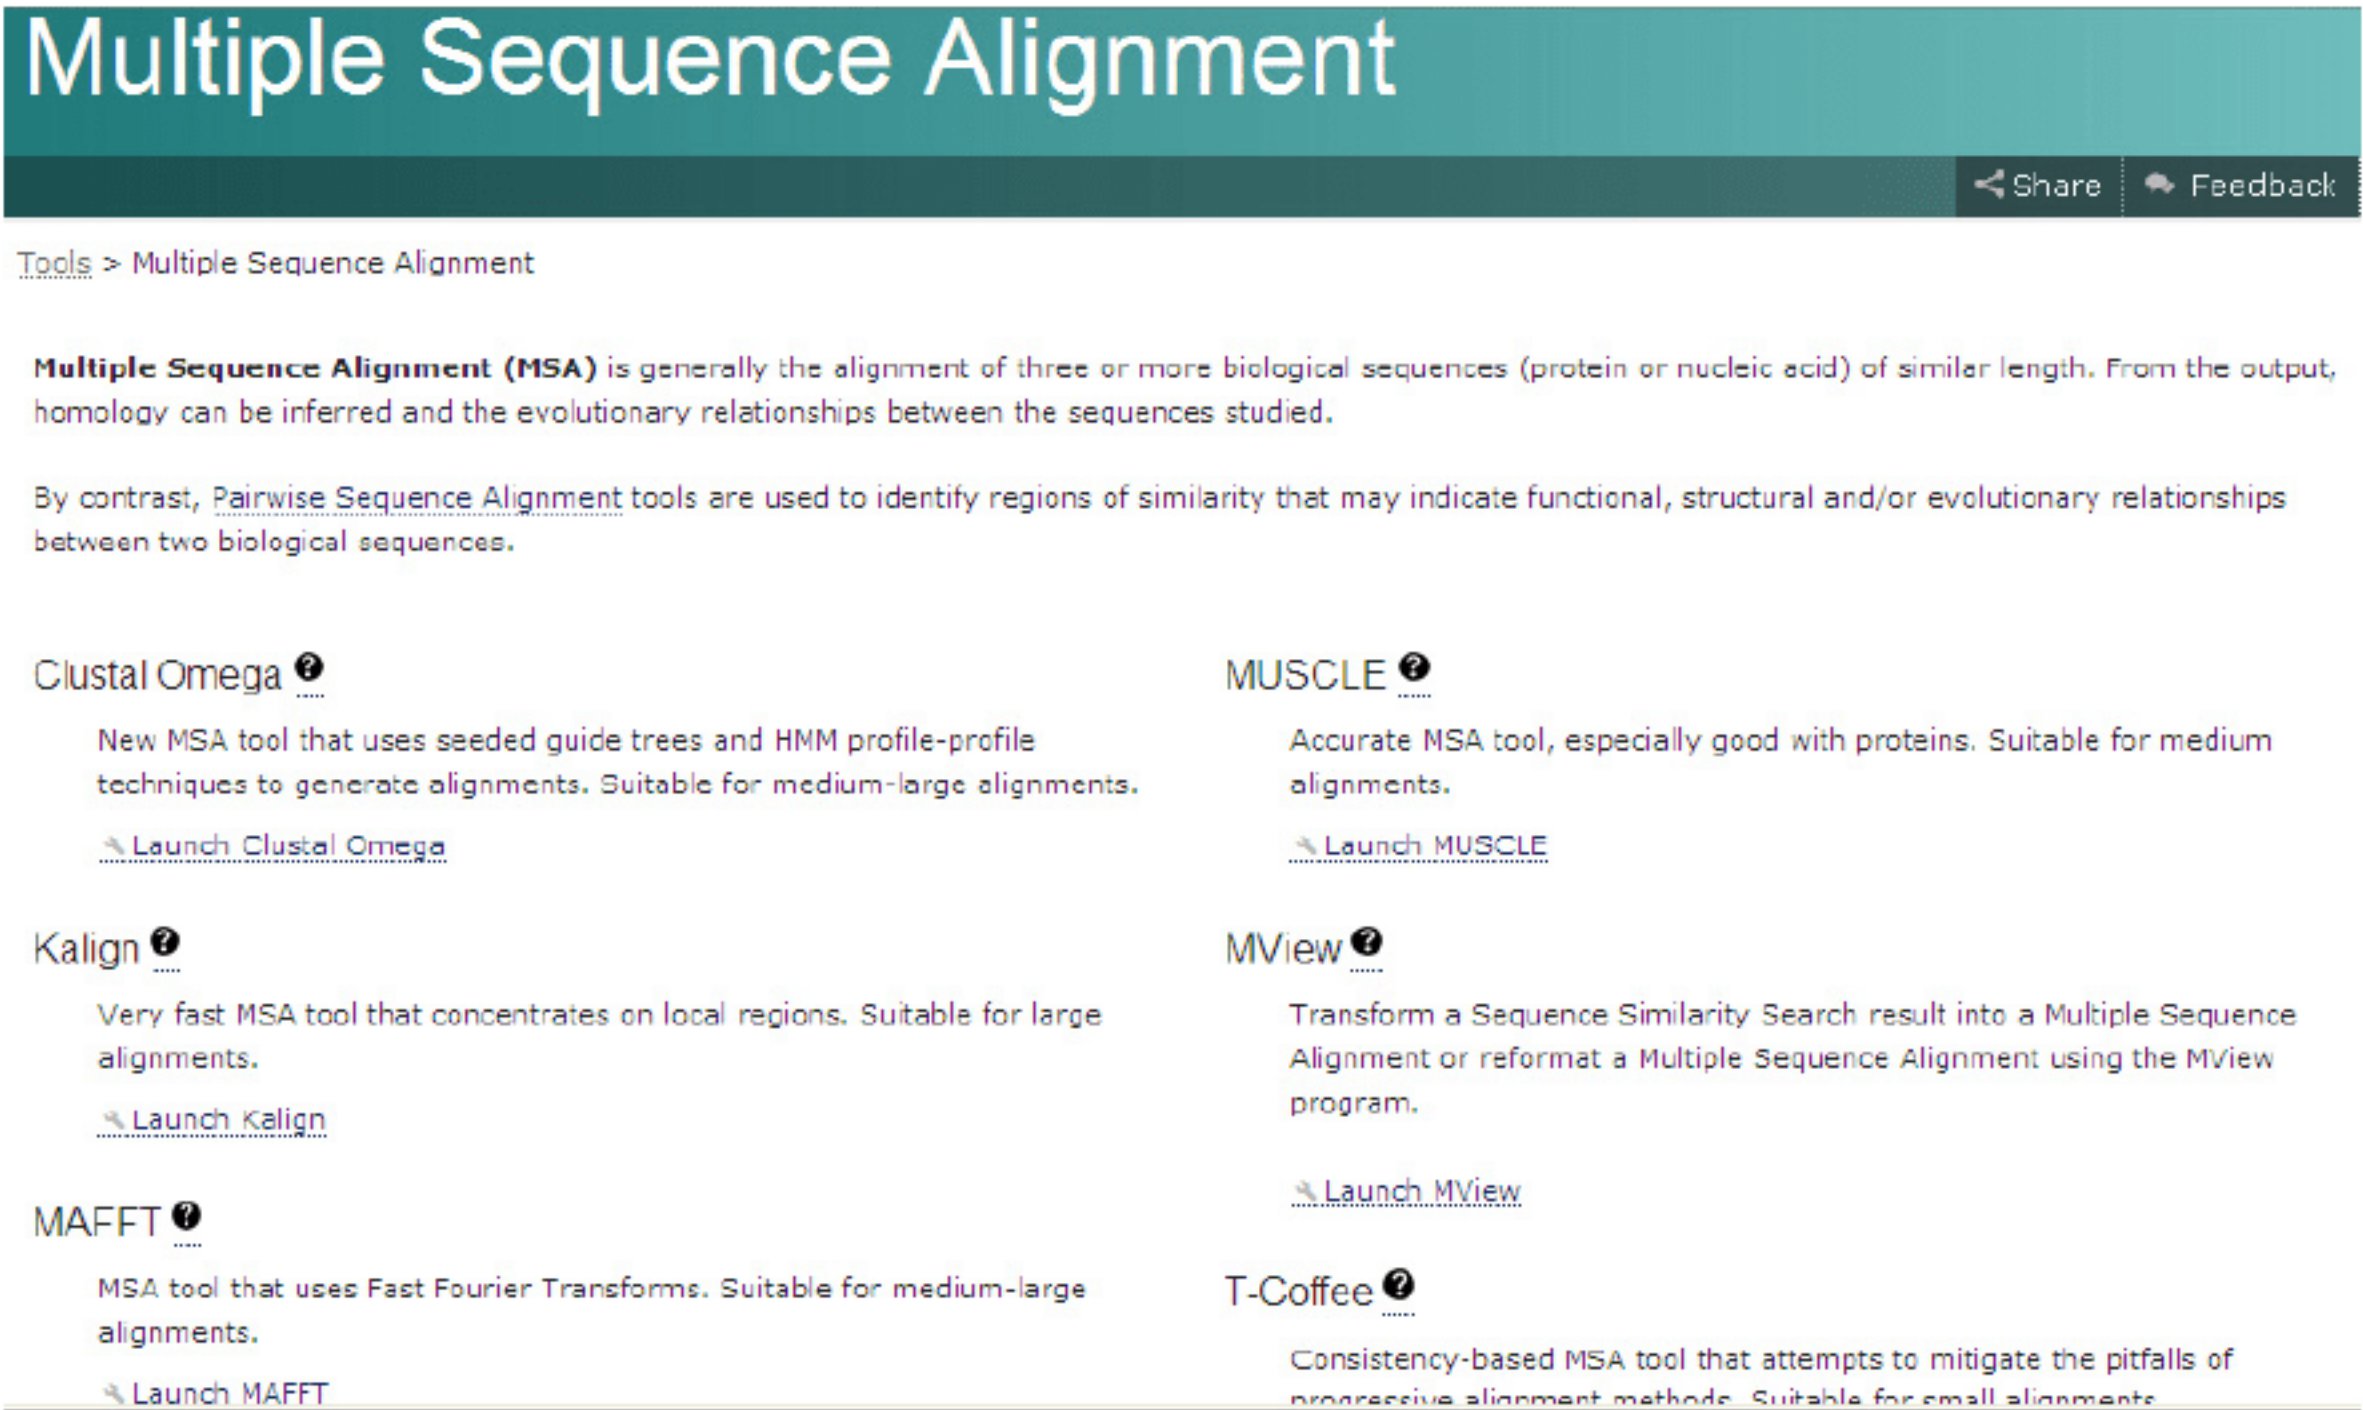 Multiple Sequence Alignment
Share
Feedback
Tools > Multiple Sequence Alignment
Multiple Sequence Alignment (MSA) is generally the alignment of three or more biological sequences (protein or nucleic acid) of similar length. From the output,
homology can be inferred and the evolutionary relationships between the sequences studied.
By contrast, Pairwise Sequence Alignment tools are used to identify regions of similarity that may indicate functional, structural and/or evolutionary relationships
between two biological sequences.
Clustal Omega ?
New MSA tool that uses seeded guide trees and HMM profile-profile
techniques to generate alignments. Suitable for medium-large alignments.
Launch Clustal Omega
Kalign ?
Very fast MSA tool that concentrates on local regions. Suitable for large
alignments.
Launch Kalign
MAFFT ?
MSA tool that uses Fast Fourier Transforms. Suitable for medium-large
alignments.
Launch MAFFT
MUSCLE ?
Accurate MSA tool, especially good with proteins. Suitable for medium
alignments.
Launch MUSCLE
MView ?
Transform a Sequence Similarity Search result into a Multiple Sequence
Alignment or reformat a Multiple Sequence Alignment using the MView
program.
Launch MView
T-Coffee ?
Consistency-based MSA tool that attempts to mitigate the pitfalls of
progressive alignment methods. Suitable for small alignments